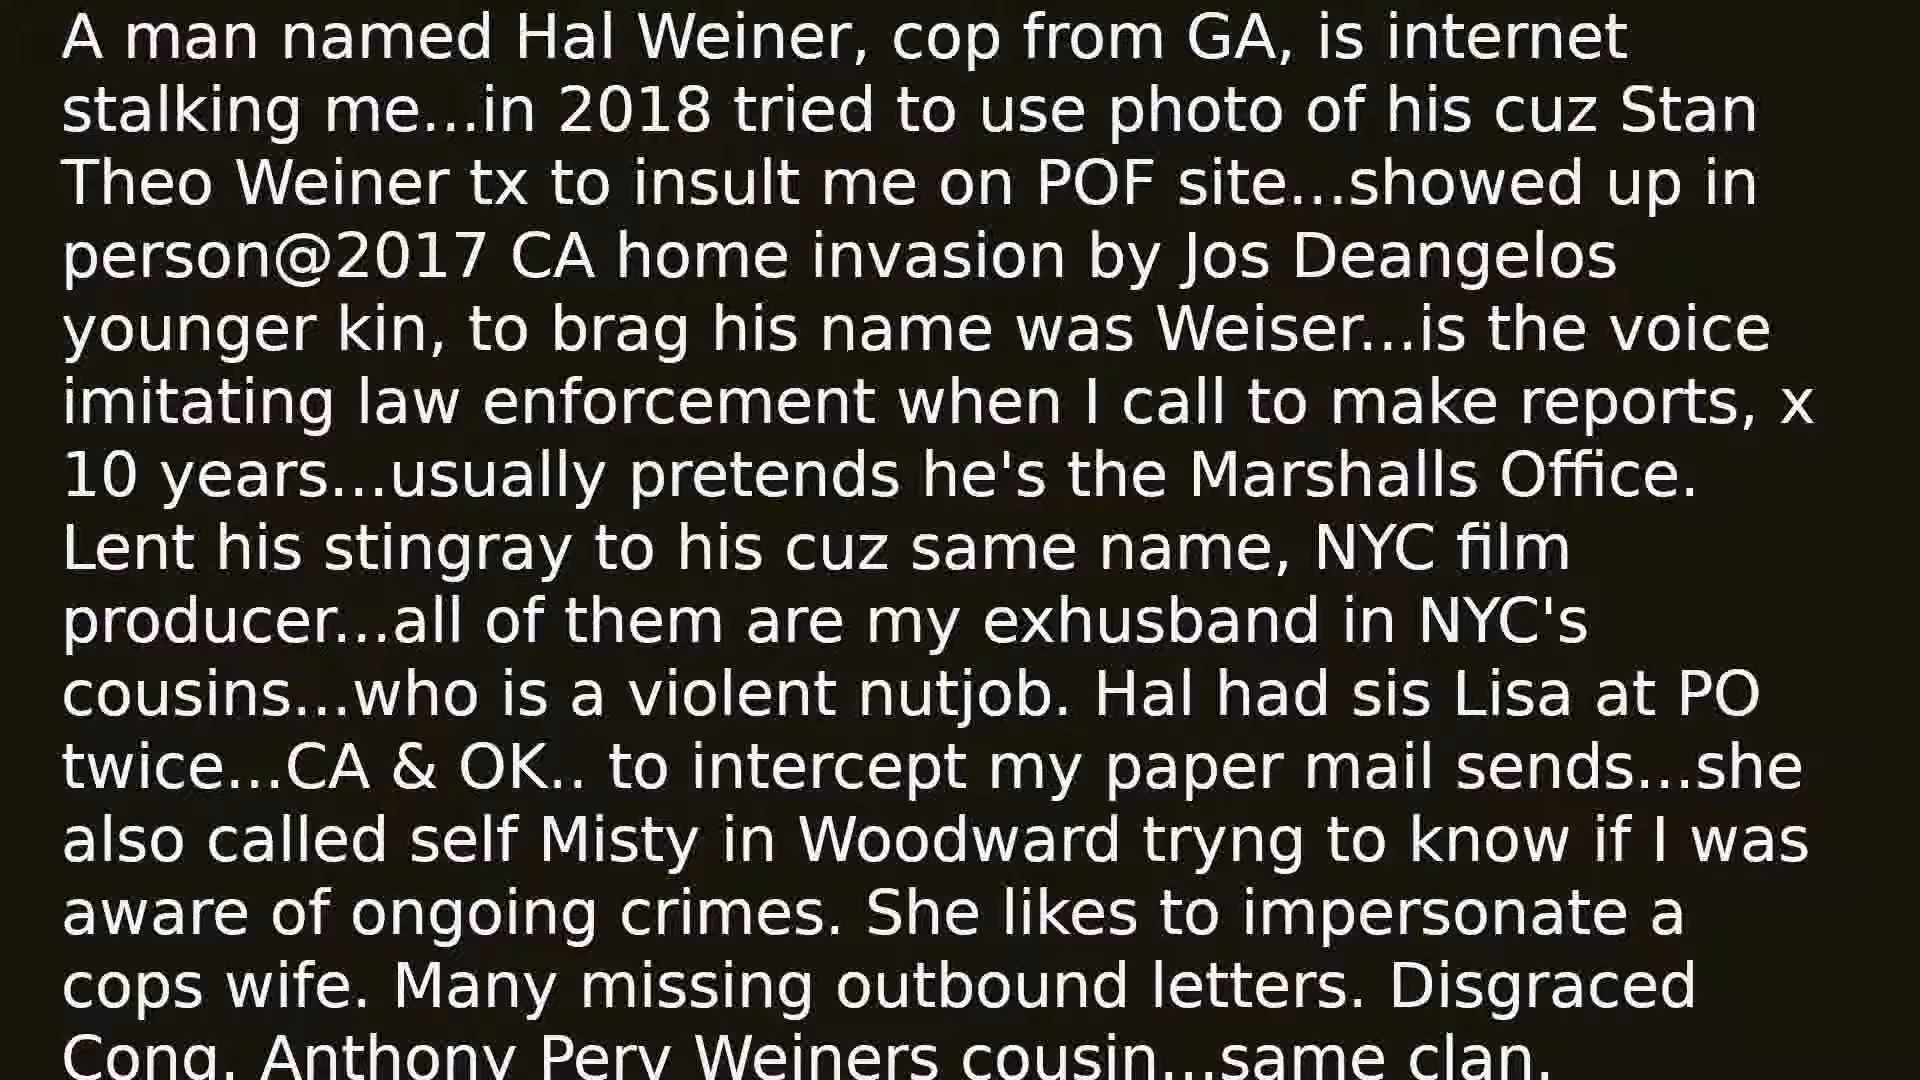 A man named Hal Weiner, cop from GA, is internet
stalking me...in 2018 tried to use photo of his cuz Stan
Theo Weiner tx to insult me on POF site...showed up in
person@2017 CA home invasion by Jos Deangelos
younger kin, to brag his name was Weiser...is the voice
imitating law enforcement when I call to make reports, x
10 years...usually pretends he's the Marshalls Office.
Lent his stingray to his cuz same name, NYC film
producer...all of them are my exhusband in NYC's
cousins...who is a violent nutjob. Hal had sis Lisa at PO
twice...CA & OK.. to intercept my paper mail sends...she
also called self Misty in Woodward tryng to know if I was
aware of ongoing crimes. She likes to impersonate a
cops wife. Many missing outbound letters. Disgraced
Cong. Anthony Pery Weiners cousin...same clan.